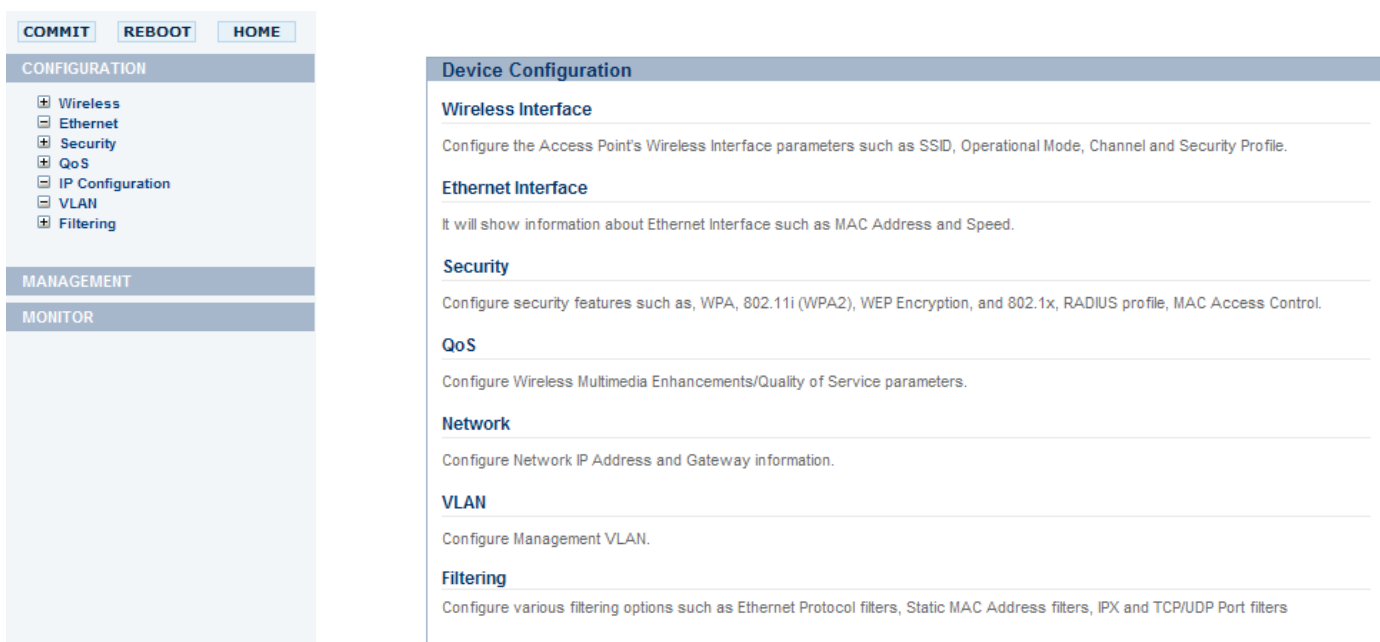 COMMIT REBOOT HOME
CONFIGURATION
Wireless
Ethernet
Security
QoS
IP Configuration
VLAN
Filtering
MANAGEMENT
MONITOR
Device Configuration
Wireless Interface
Configure the Access Point's Wireless Interface parameters such as SSID, Operational Mode, Channel and Security Profile.
Ethernet Interface
It will show information about Ethernet Interface such as MAC Address and Speed.
Security
Configure security features such as, WPA, 802.11i (WPA2), WEP Encryption, and 802.1x, RADIUS profile, MAC Access Control.
QoS
Configure Wireless Multimedia Enhancements/Quality of Service parameters.
Network
Configure Network IP Address and Gateway information.
VLAN
Configure Management VLAN.
Filtering
Configure various filtering options such as Ethernet Protocol filters, Static MAC Address filters, IPX and TCP/UDP Port filters